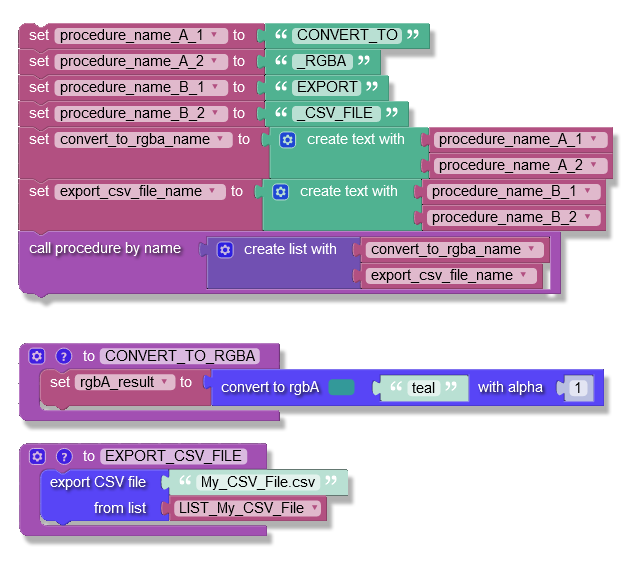 set procedure_name_A_1 to “ CONVERT_TO ”
set procedure_name_A_2 to “ _RGBA ”
set procedure_name_B_1 to “ EXPORT ”
set procedure_name_B_2 to “ _CSV_FILE ”
set convert_to_rgba_name to create text with procedure_name_A_1
procedure_name_A_2
set export_csv_file_name to create text with procedure_name_B_1
procedure_name_B_2
call procedure by name create list with convert_to_rgba_name
export_csv_file_name
? to CONVERT_TO_RGBA
set rgbA_result to convert to rgbA “ teal ” with alpha 1
? to EXPORT_CSV_FILE
export CSV file “ My_CSV_File.csv ”
from list LIST_My_CSV_File